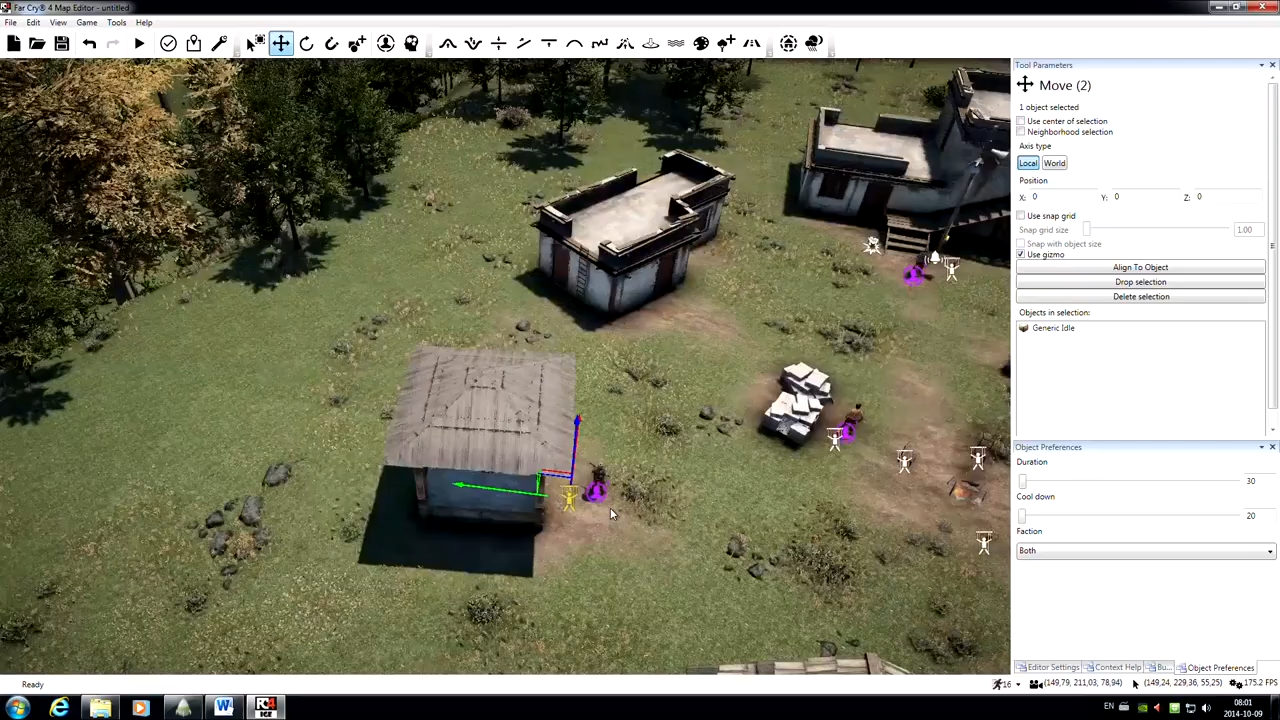 Far Cry® 4 Map Editor - untitled
File Edit View Game Tools Help
Tool Parameters
Move (2)
1 object selected
Use center of selection
Neighborhood selection
Axis type
Local World
Position
X: 0 Y: 0 Z: 0
Use snap grid
Snap grid size 1.00
Snap with object size
Use gizmo
Align To Object
Drop selection
Delete selection
Objects in selection:
Generic Idle
Object Preferences
Duration
30
Cool down
20
Faction
Both
Editor Settings Context Help Bu... Object Preferences
Ready 16 (149,79, 211,03, 78,94) (149,24, 229,36, 55,25) 175.2 FPS
EN 08:01
2014-10-09